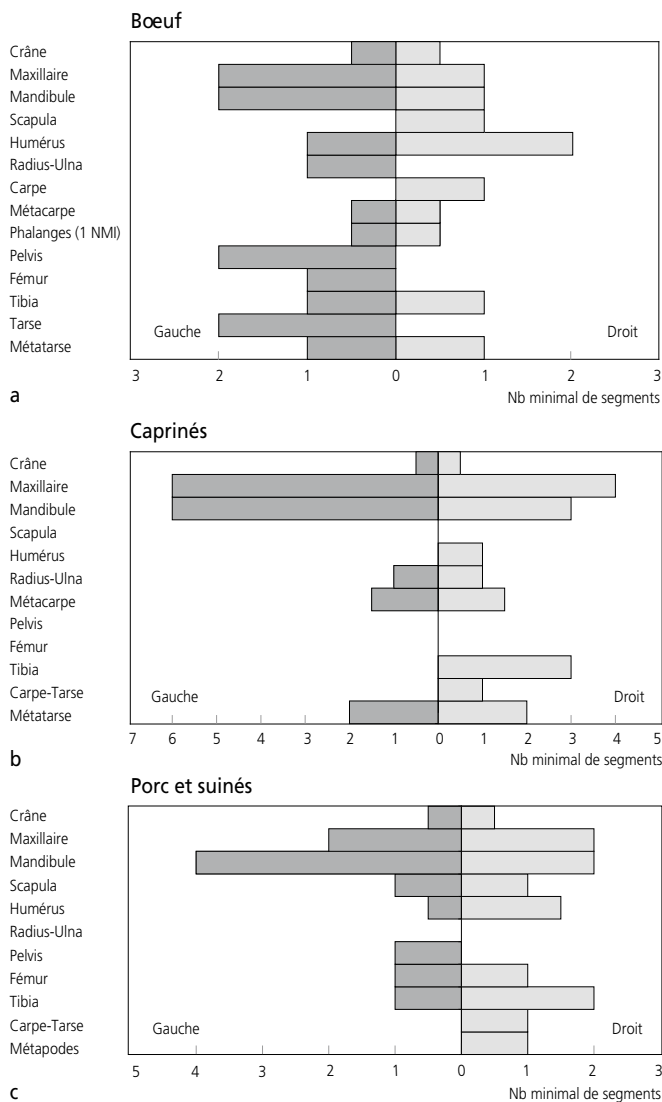 Bœuf
Crâne
Maxillaire
Mandibule
Scapula
Humérus
Radius-Ulna
Carpe
Métacarpe
Phalanges (1 NMI)
Pelvis
Fémur
Tibia
Tarse
Métatarse
Gauche Droit
3 2 1 0 1 2 3
a Nb minimal de segments
Caprinés
Crâne
Maxillaire
Mandibule
Scapula
Humérus
Radius-Ulna
Métacarpe
Pelvis
Fémur
Tibia
Carpe-Tarse
Métatarse
Gauche Droit
7 6 5 4 3 2 1 0 1 2 3 4 5
b Nb minimal de segments
Porc et suinés
Crâne
Maxillaire
Mandibule
Scapula
Humérus
Radius-Ulna
Pelvis
Fémur
Tibia
Carpe-Tarse
Métapodes
Gauche Droit
5 4 3 2 1 0 1 2 3
c Nb minimal de segments